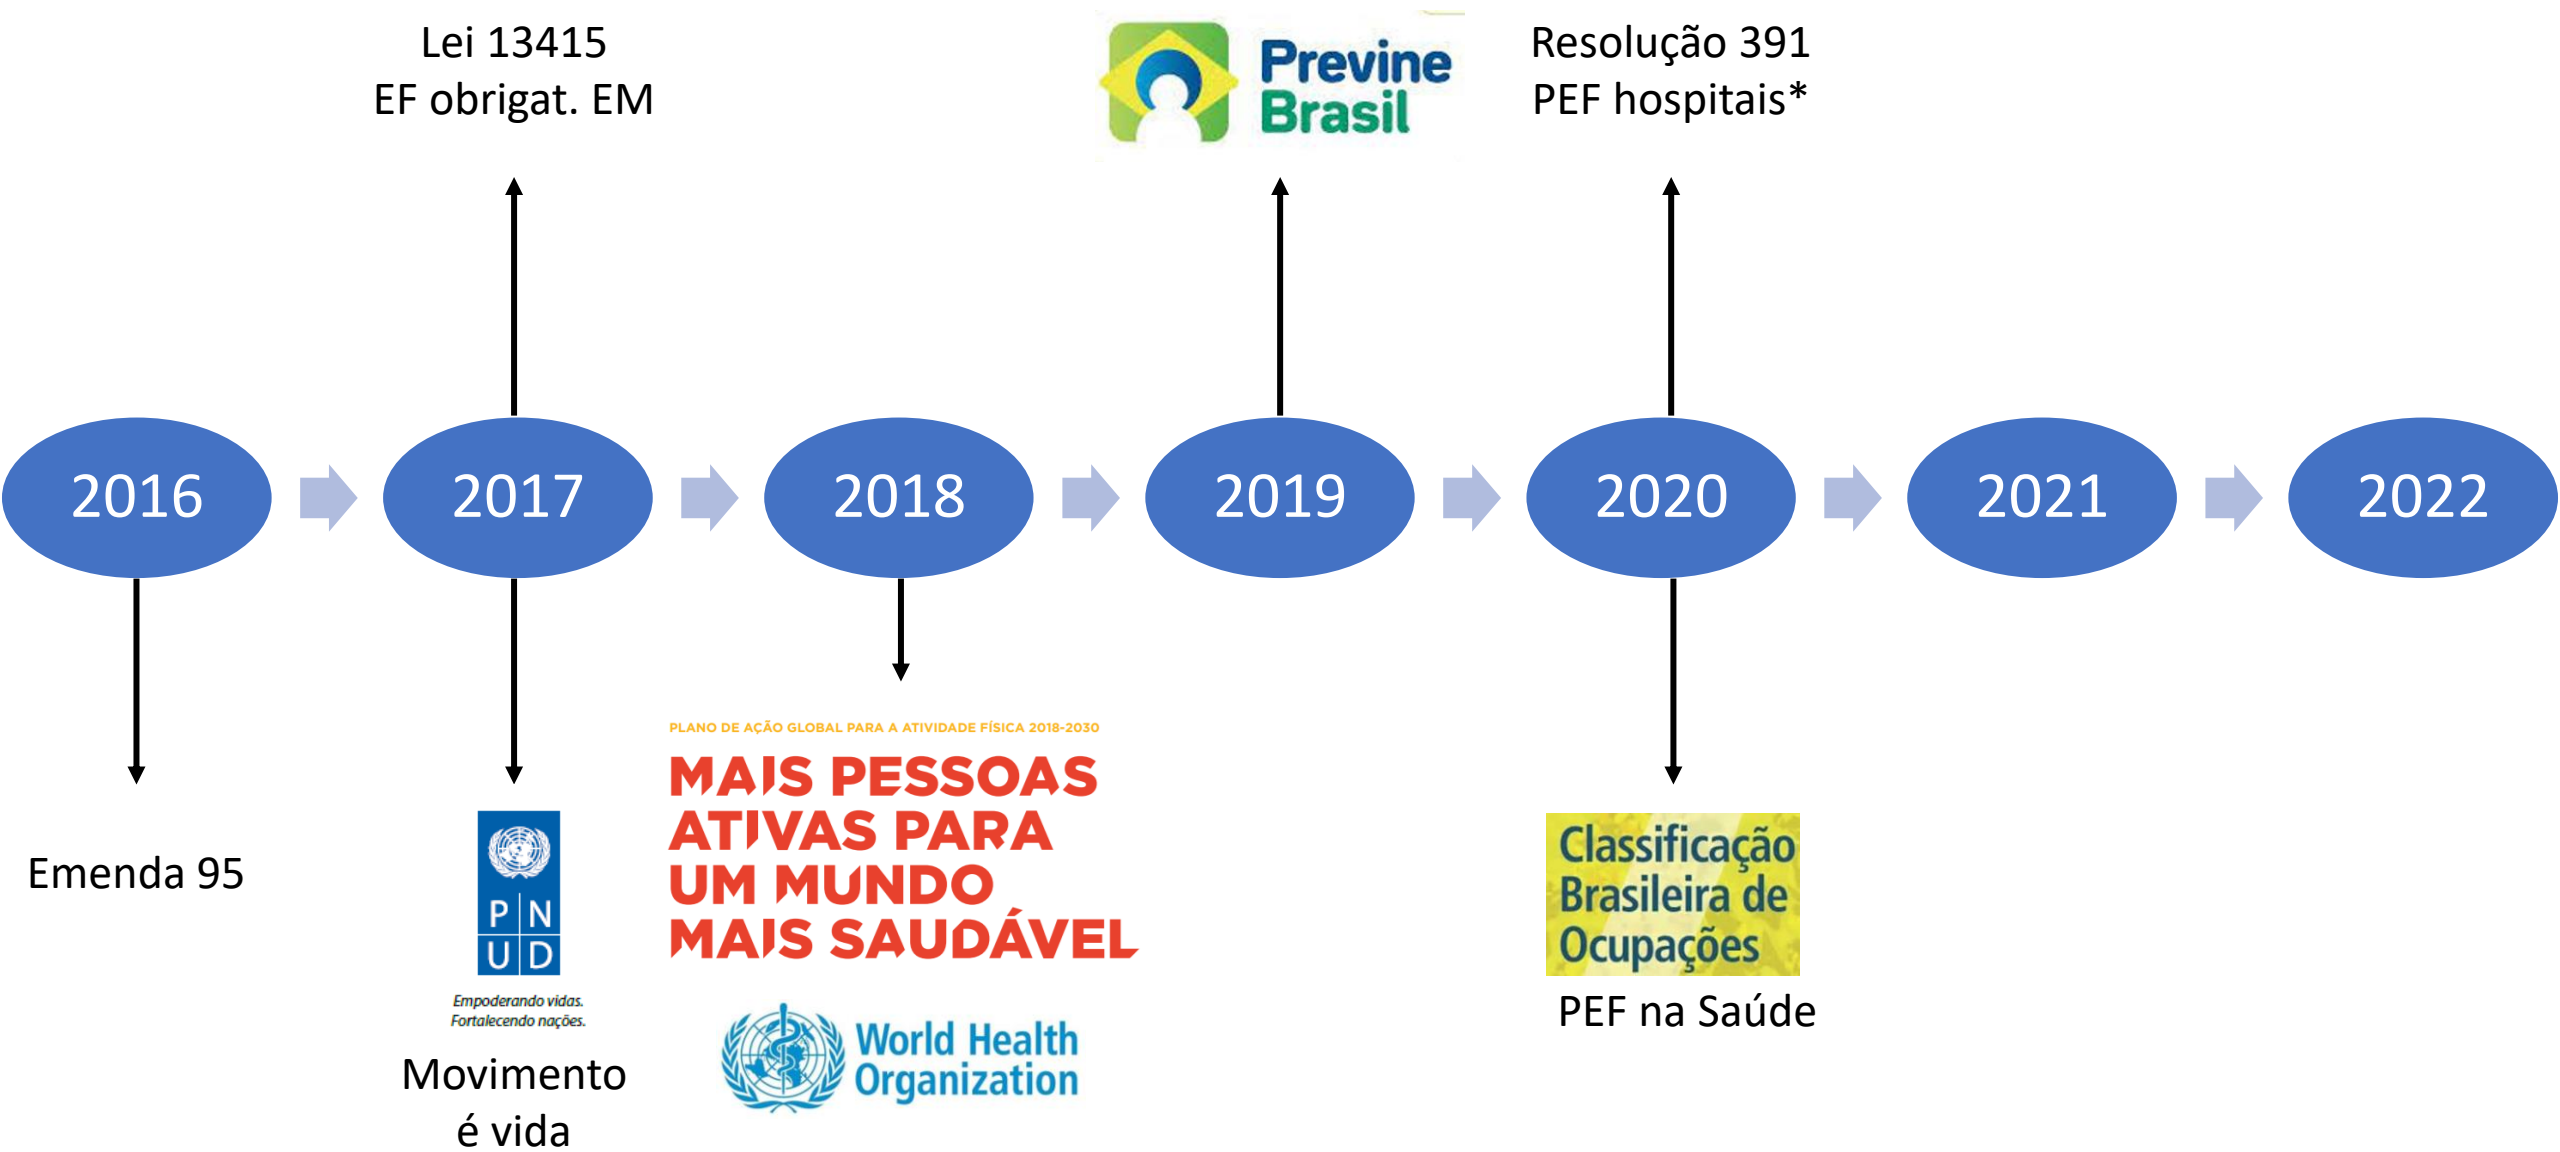 Lei 13415
EF obrigat. EM
Previne
Brasil
Resolução 391
PEF hospitais*
2016
2017
2018
2019
2020
2021
2022
Emenda 95
P N
U D
Empoderando vidas.
Fortalecendo nações.
Movimento
é vida
PLANO DE AÇÃO GLOBAL PARA A ATIVIDADE FÍSICA 2018-2030
MAIS PESSOAS
ATIVAS PARA
UM MUNDO
MAIS SAUDÁVEL
World Health
Organization
Classificação
Brasileira de
Ocupações
PEF na Saúde